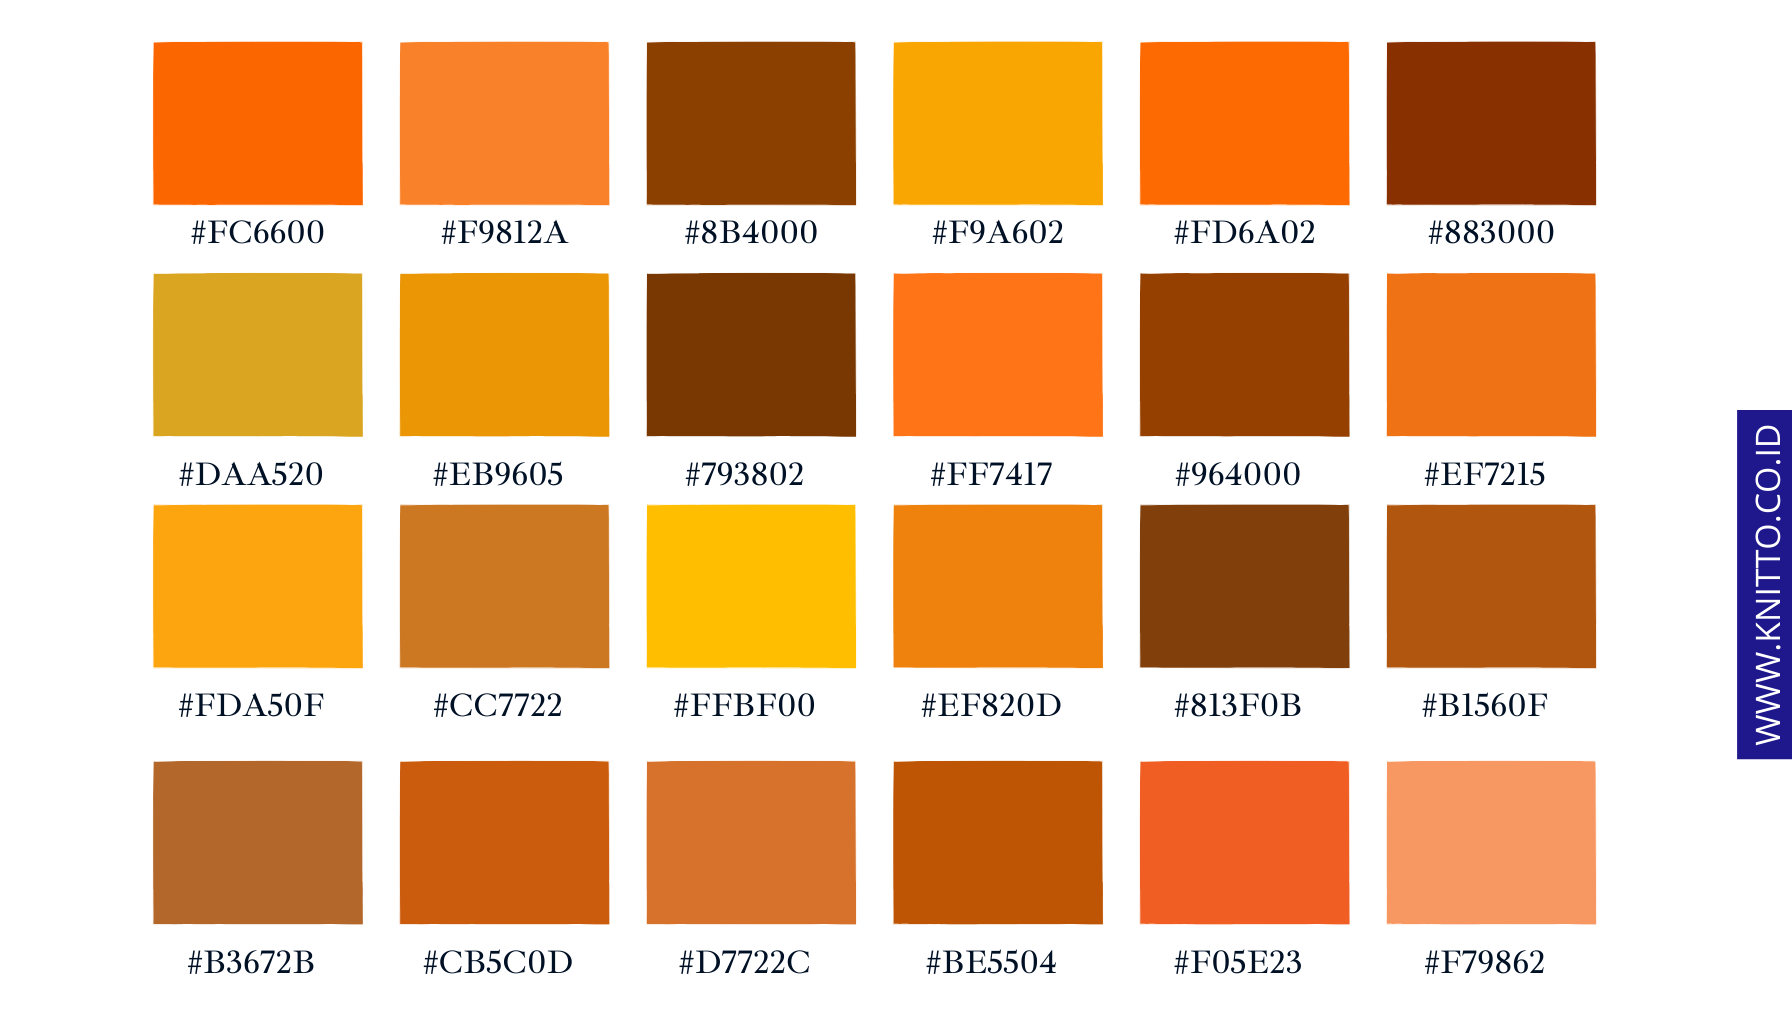 #FC6600 #F9812A #8B4000 #F9A602 #FD6A02 #883000
#DAA520 #EB9605 #793802 #FF7417 #964000 #EF7215
#FDA50F #CC7722 #FFBF00 #EF820D #813F0B #B1560F
#B3672B #CB5C0D #D7722C #BE5504 #F05E23 #F79862
WWW.KNITTO.CO.ID